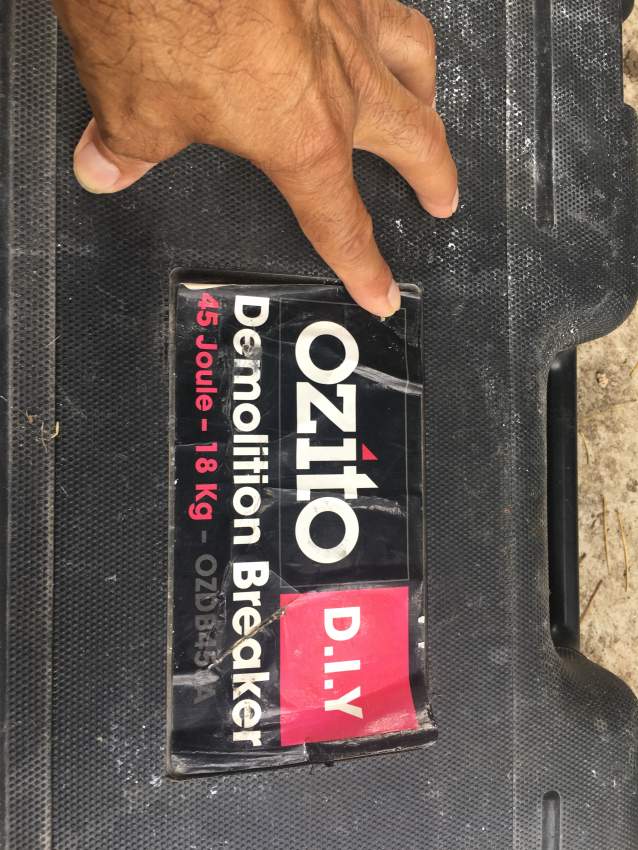 OZITO D.I.Y
Demolition Breaker
45 Joule - 18 Kg -